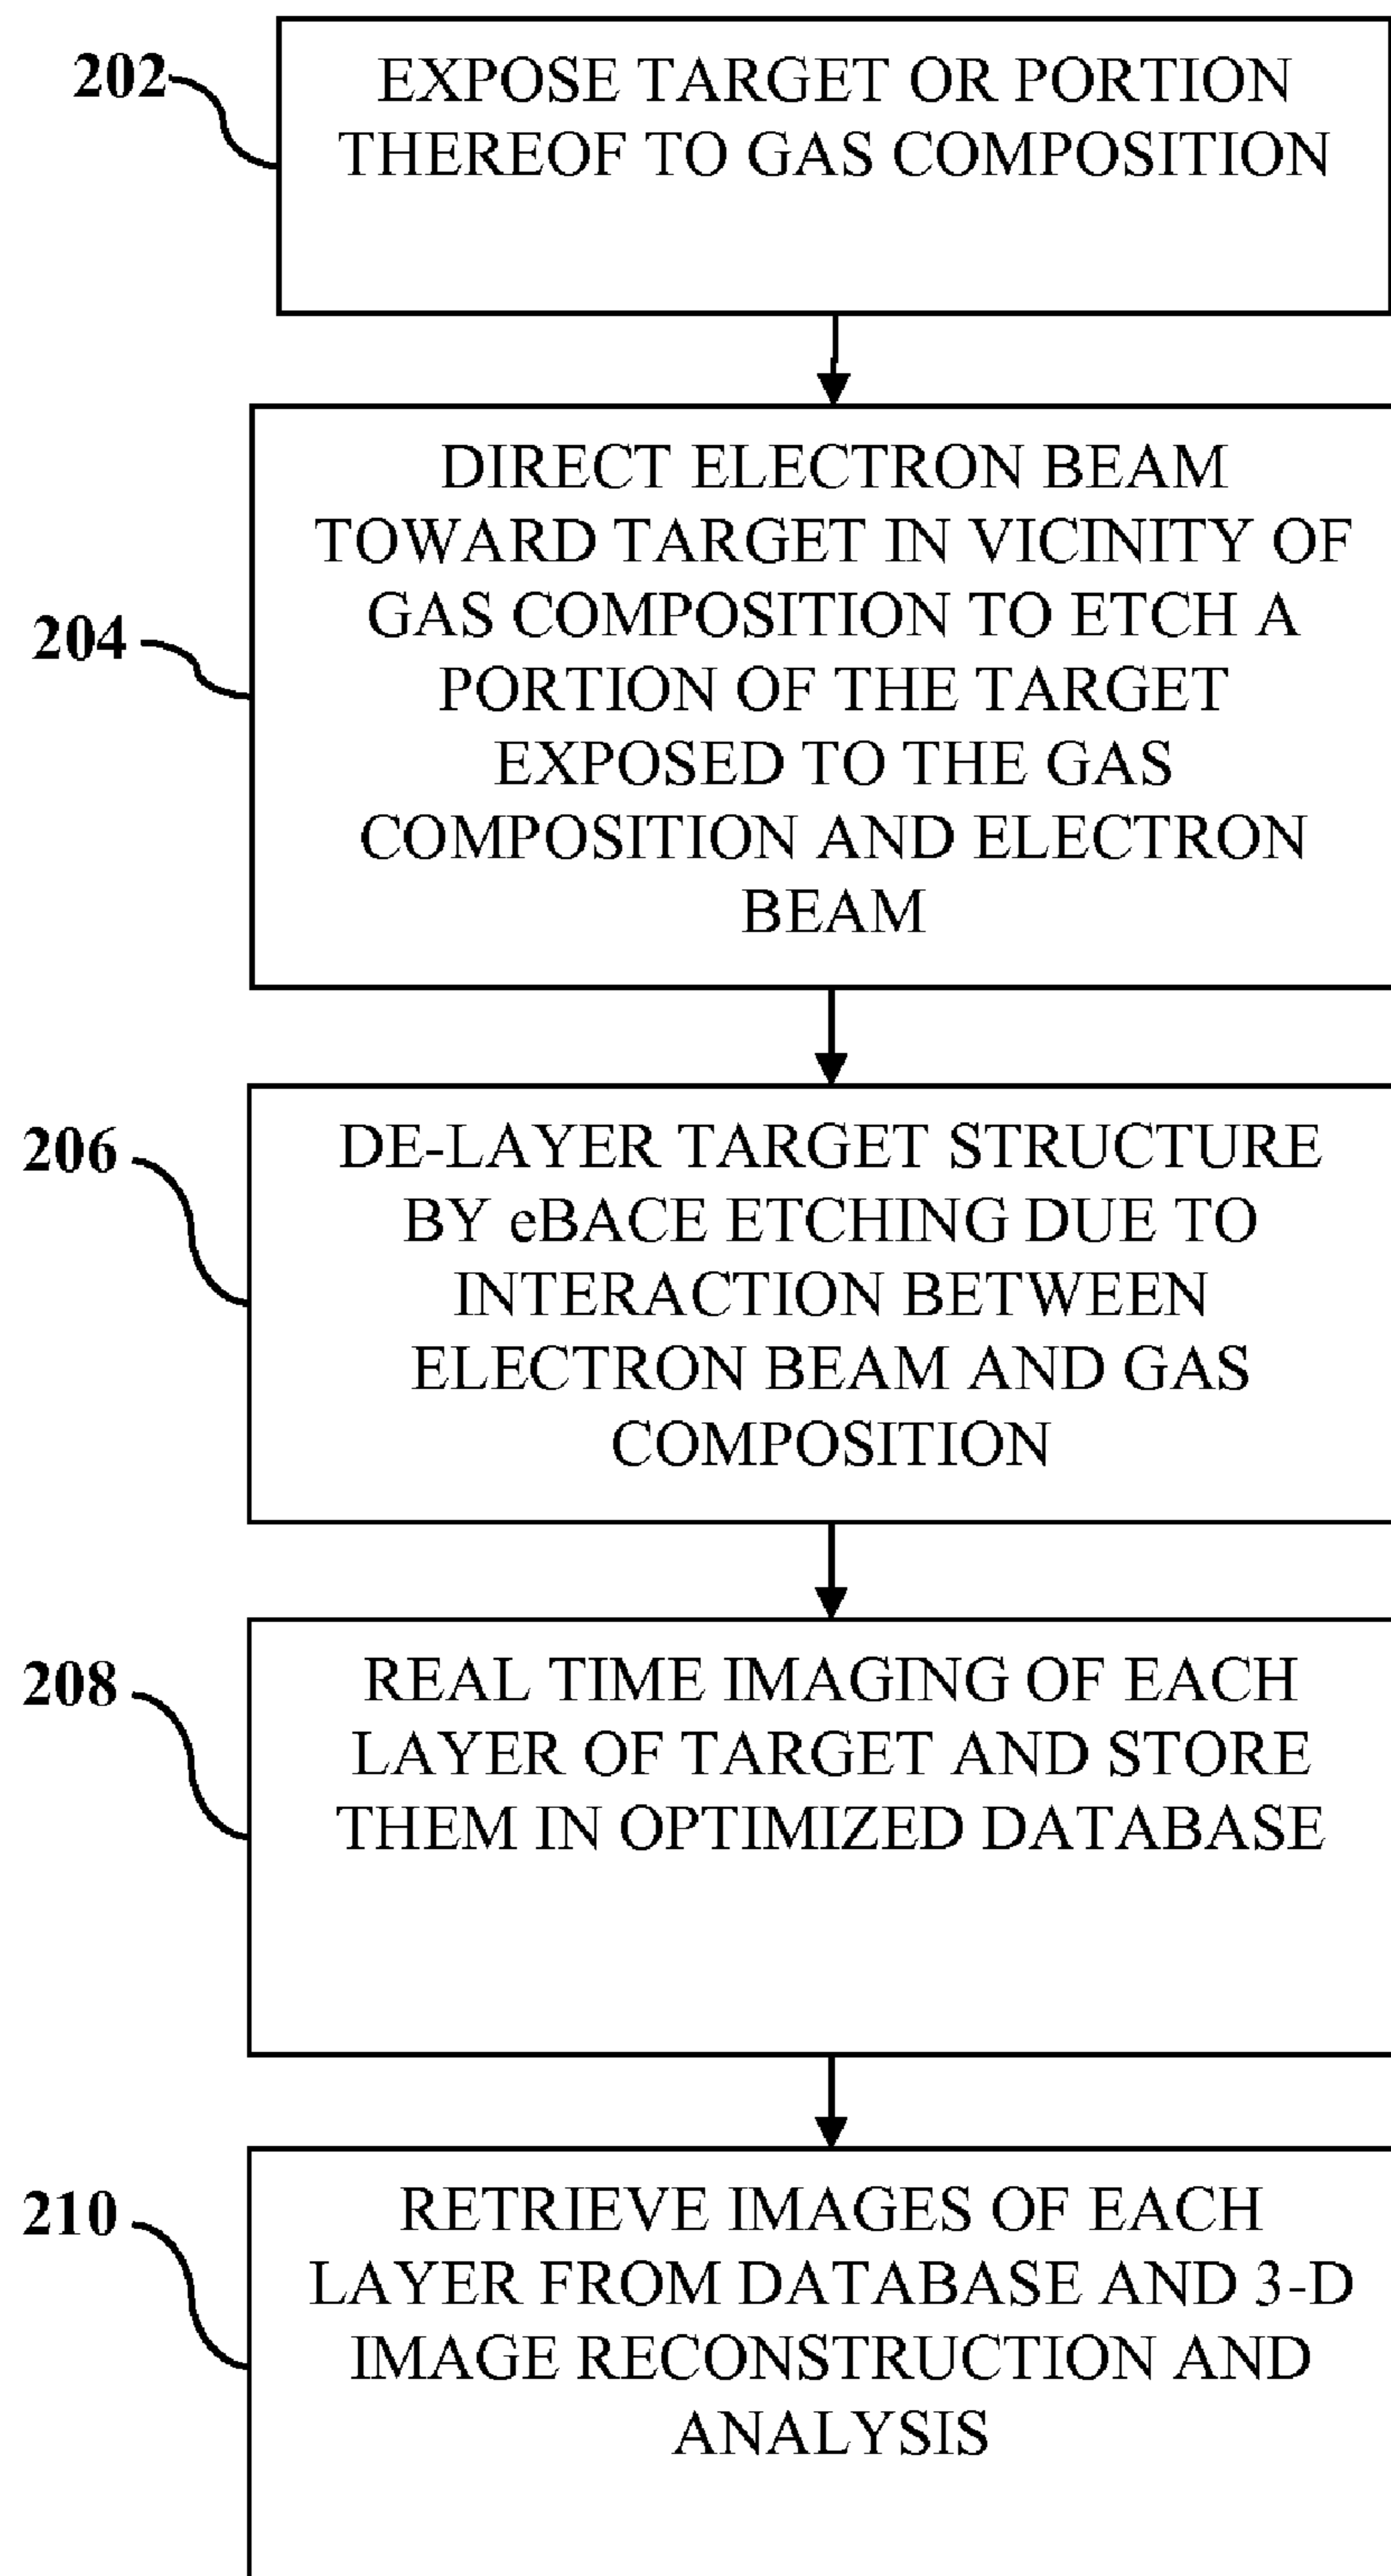 202
EXPOSE TARGET OR PORTION
THEREOF TO GAS COMPOSITION
204
DIRECT ELECTRON BEAM
TOWARD TARGET IN VICINITY OF
GAS COMPOSITION TO ETCH A
PORTION OF THE TARGET
EXPOSED TO THE GAS
COMPOSITION AND ELECTRON
BEAM
206
DE-LAYER TARGET STRUCTURE
BY eBACE ETCHING DUE TO
INTERACTION BETWEEN
ELECTRON BEAM AND GAS
COMPOSITION
208
REAL TIME IMAGING OF EACH
LAYER OF TARGET AND STORE
THEM IN OPTIMIZED DATABASE
210
RETRIEVE IMAGES OF EACH
LAYER FROM DATABASE AND 3-D
IMAGE RECONSTRUCTION AND
ANALYSIS